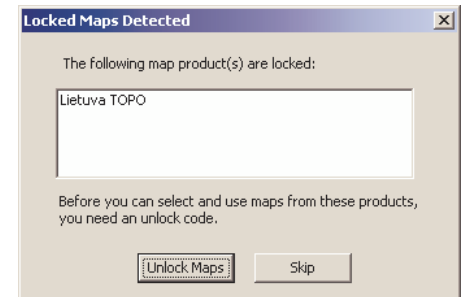 Locked Maps Detected
The following map product(s) are locked:
Lietuva TOPO
Before you can select and use maps from these products,
you need an unlock code.
Unlock Maps
Skip